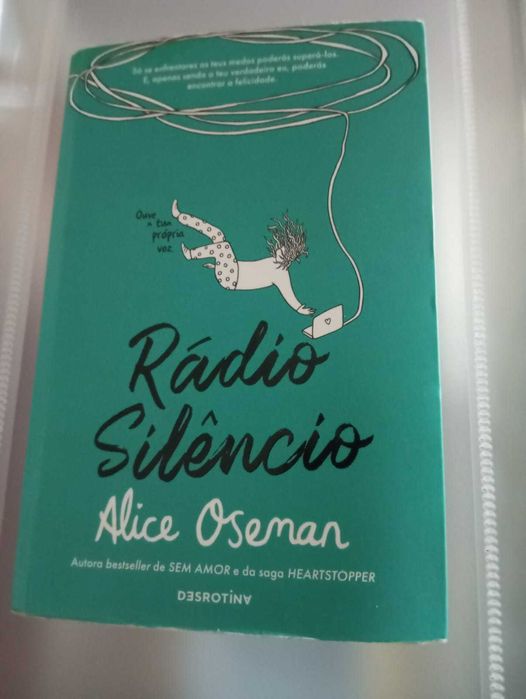 Só se enfrentares os teus medos poderás superá-los.
E, apenas sendo o teu verdadeiro eu, poderás
encontrar a felicidade.
Ouve
a tua
própria
voz
Rádio
Silêncio
Alice Oseman
Autora bestseller de SEM AMOR e da saga HEARTSTOPPER
DESROTINA